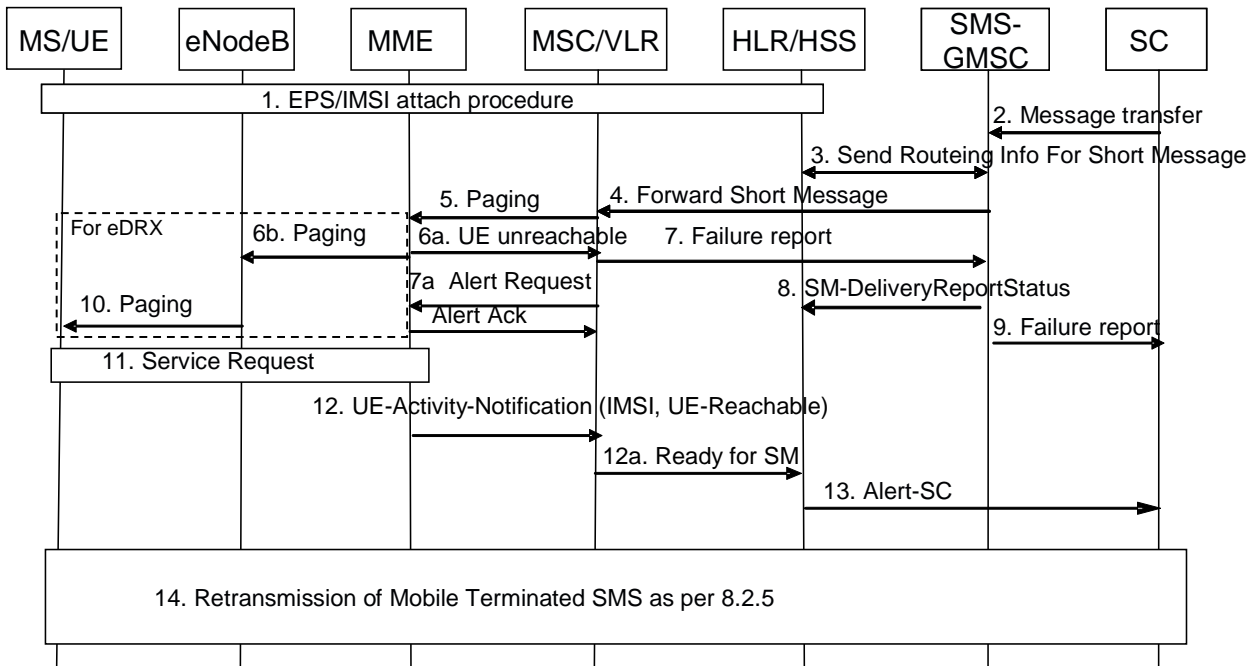 MS/UE
eNodeB
MME
MSC/VLR
HLR/HSS
SMS-
GMSC
SC
1. EPS/IMSI attach procedure
2. Message transfer
3. Send Routeing Info For Short Message
4. Forward Short Message
5. Paging
For eDRX
6b. Paging
6a. UE unreachable
7. Failure report
7a Alert Request
8. SM-DeliveryReportStatus
10. Paging
Alert Ack
9. Failure report
11. Service Request
12. UE-Activity-Notification (IMSI, UE-Reachable)
12a. Ready for SM
13. Alert-SC
14. Retransmission of Mobile Terminated SMS as per 8.2.5